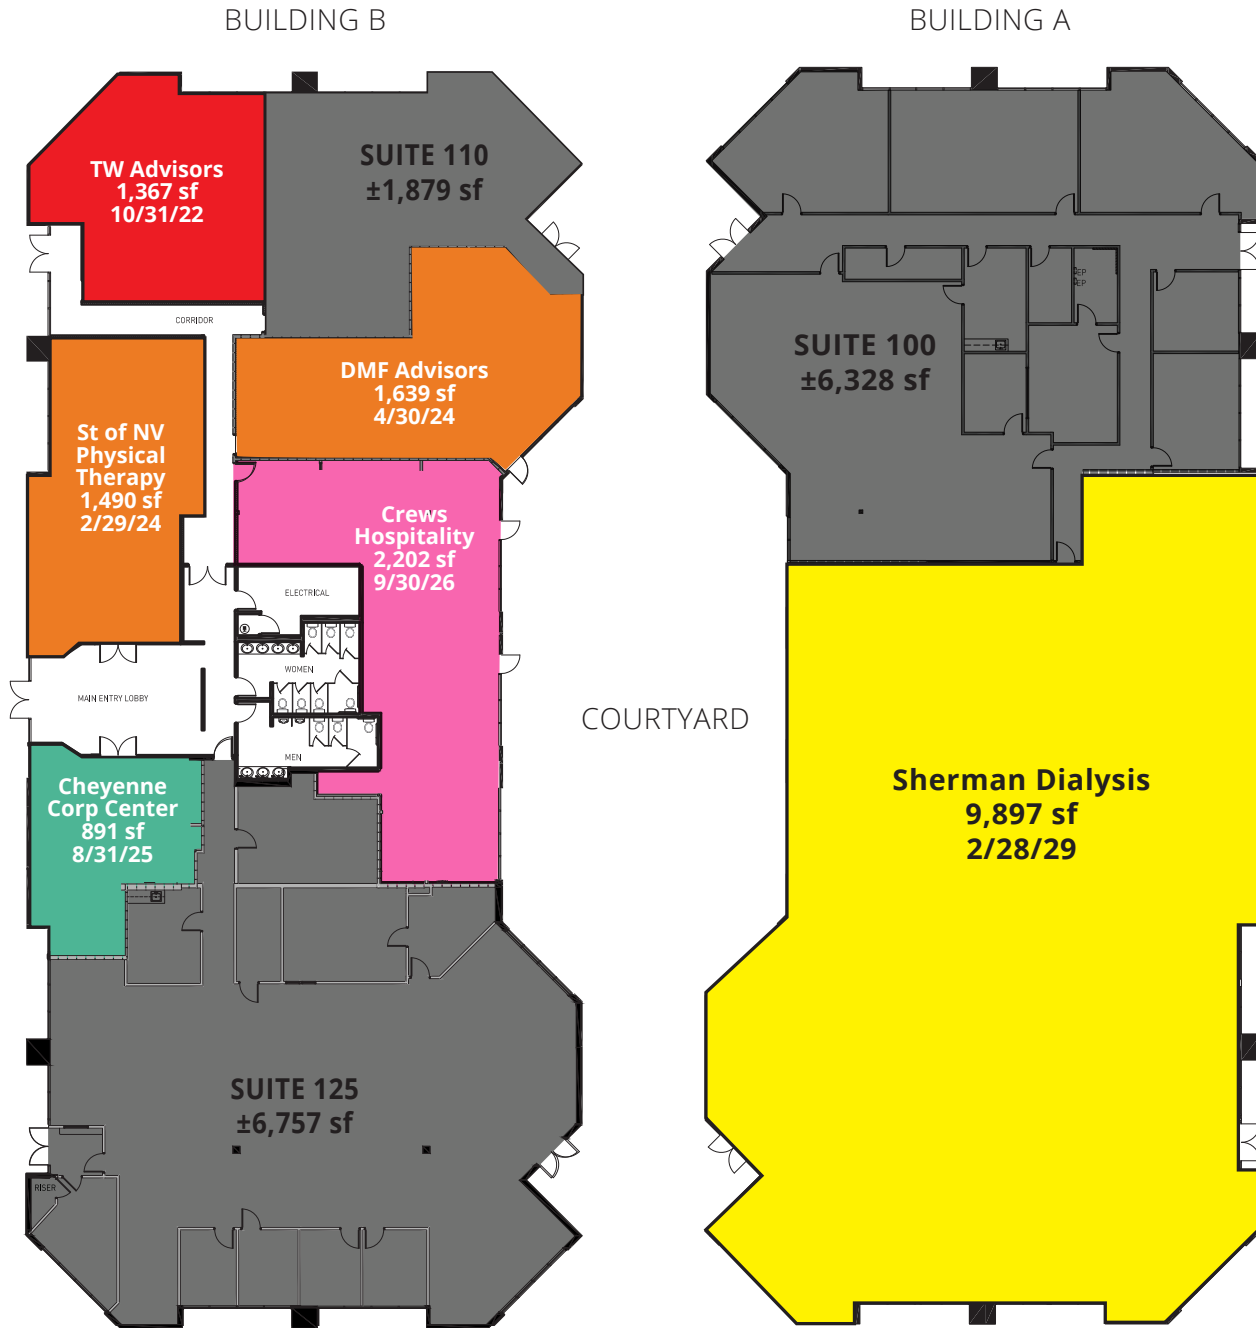 BUILDING B
BUILDING A
TW Advisors
1,367 sf
10/31/22
SUITE 110
±1,879 sf
CORRIDOR
DMF Advisors
1,639 sf
4/30/24
St of NV
Physical
Therapy
1,490 sf
2/29/24
Crews
Hospitality
2,202 sf
9/30/26
ELECTRICAL
WOMEN
MAIN ENTRY LOBBY
MEN
Cheyenne
Corp Center
891 sf
8/31/25
SUITE 125
±6,757 sf
RISER
COURTYARD
EP
EP
SUITE 100
±6,328 sf
Sherman Dialysis
9,897 sf
2/28/29